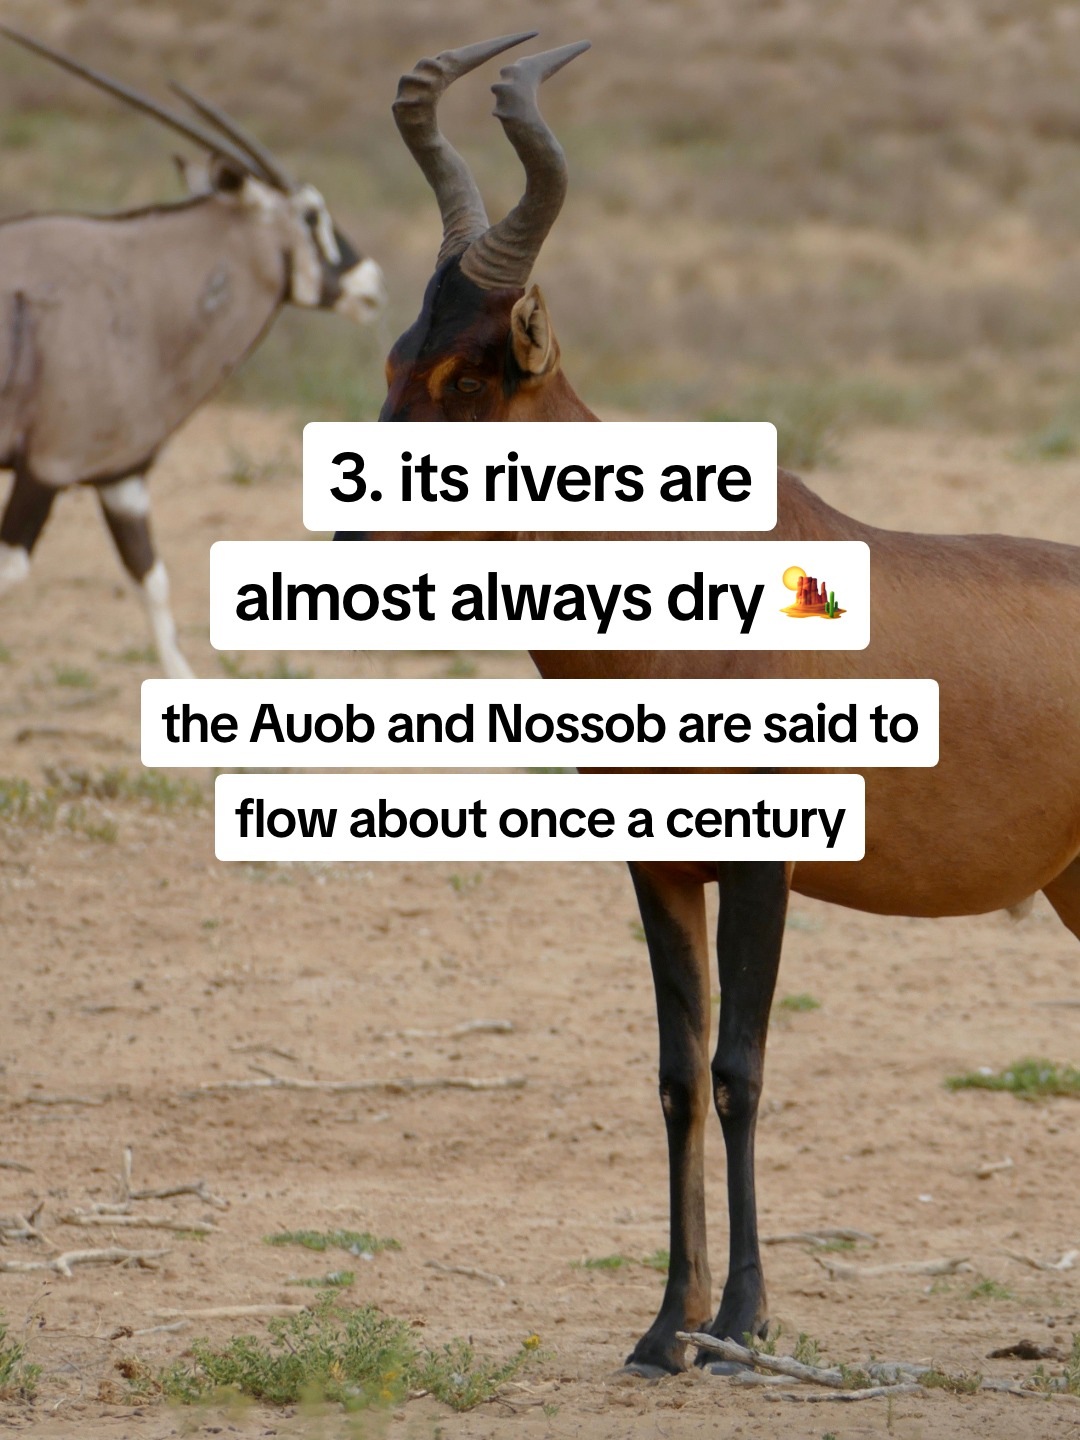 3. its rivers are
almost always dry 🏜️
the Auob and Nossob are said to
flow about once a century